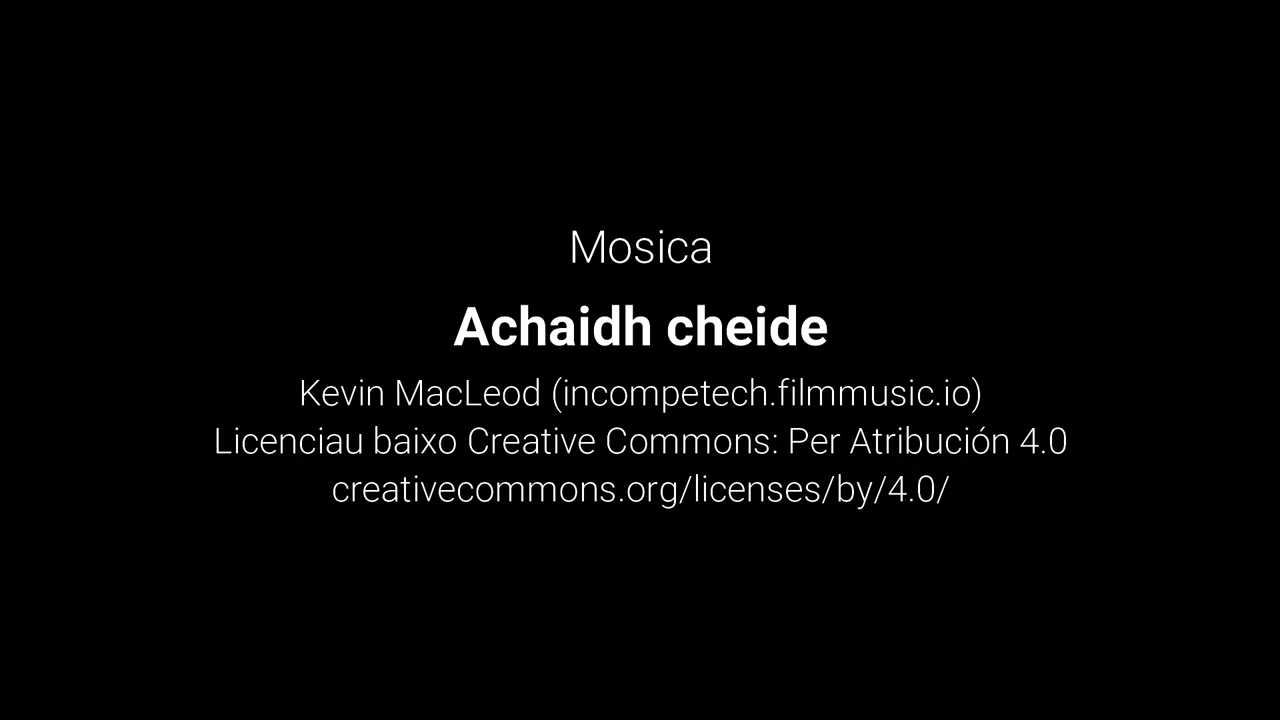 Mosica
Achaidh cheide
Kevin MacLeod (incompetech.filmmusic.io)
Licenciau baixo Creative Commons: Per Atribución 4.0
creativecommons.org/licenses/by/4.0/